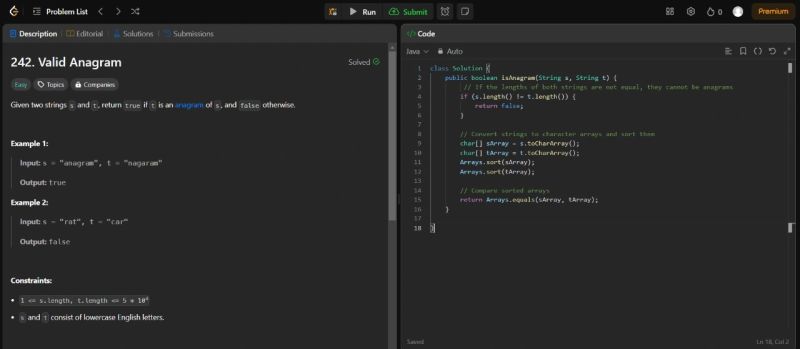 Problem List
Run
Submit
0
Premium
Description
Editorial
Solutions
Submissions
242. Valid Anagram
Solved
Easy
Topics
Companies
Given two strings s and t, return true if t is an anagram of s, and false otherwise.
Example 1:
Input: s = "anagram", t = "nagaram"
Output: true
Example 2:
Input: s = "rat", t = "car"
Output: false
Constraints:
1 <= s.length, t.length <= 5 * 10⁴
s and t consist of lowercase English letters.
</> Code
Java
Auto
1 class Solution {
2 public boolean isAnagram(String s, String t) {
3 // If the lengths of both strings are not equal, they cannot be anagrams
4 if (s.length() != t.length()) {
5 return false;
6 }
7
8 // Convert strings to character arrays and sort them
9 char[] sArray = s.toCharArray();
10 char[] tArray = t.toCharArray();
11 Arrays.sort(sArray);
12 Arrays.sort(tArray);
13
14 // Compare sorted arrays
15 return Arrays.equals(sArray, tArray);
16 }
17
18 }
Saved
Ln 18, Col 2